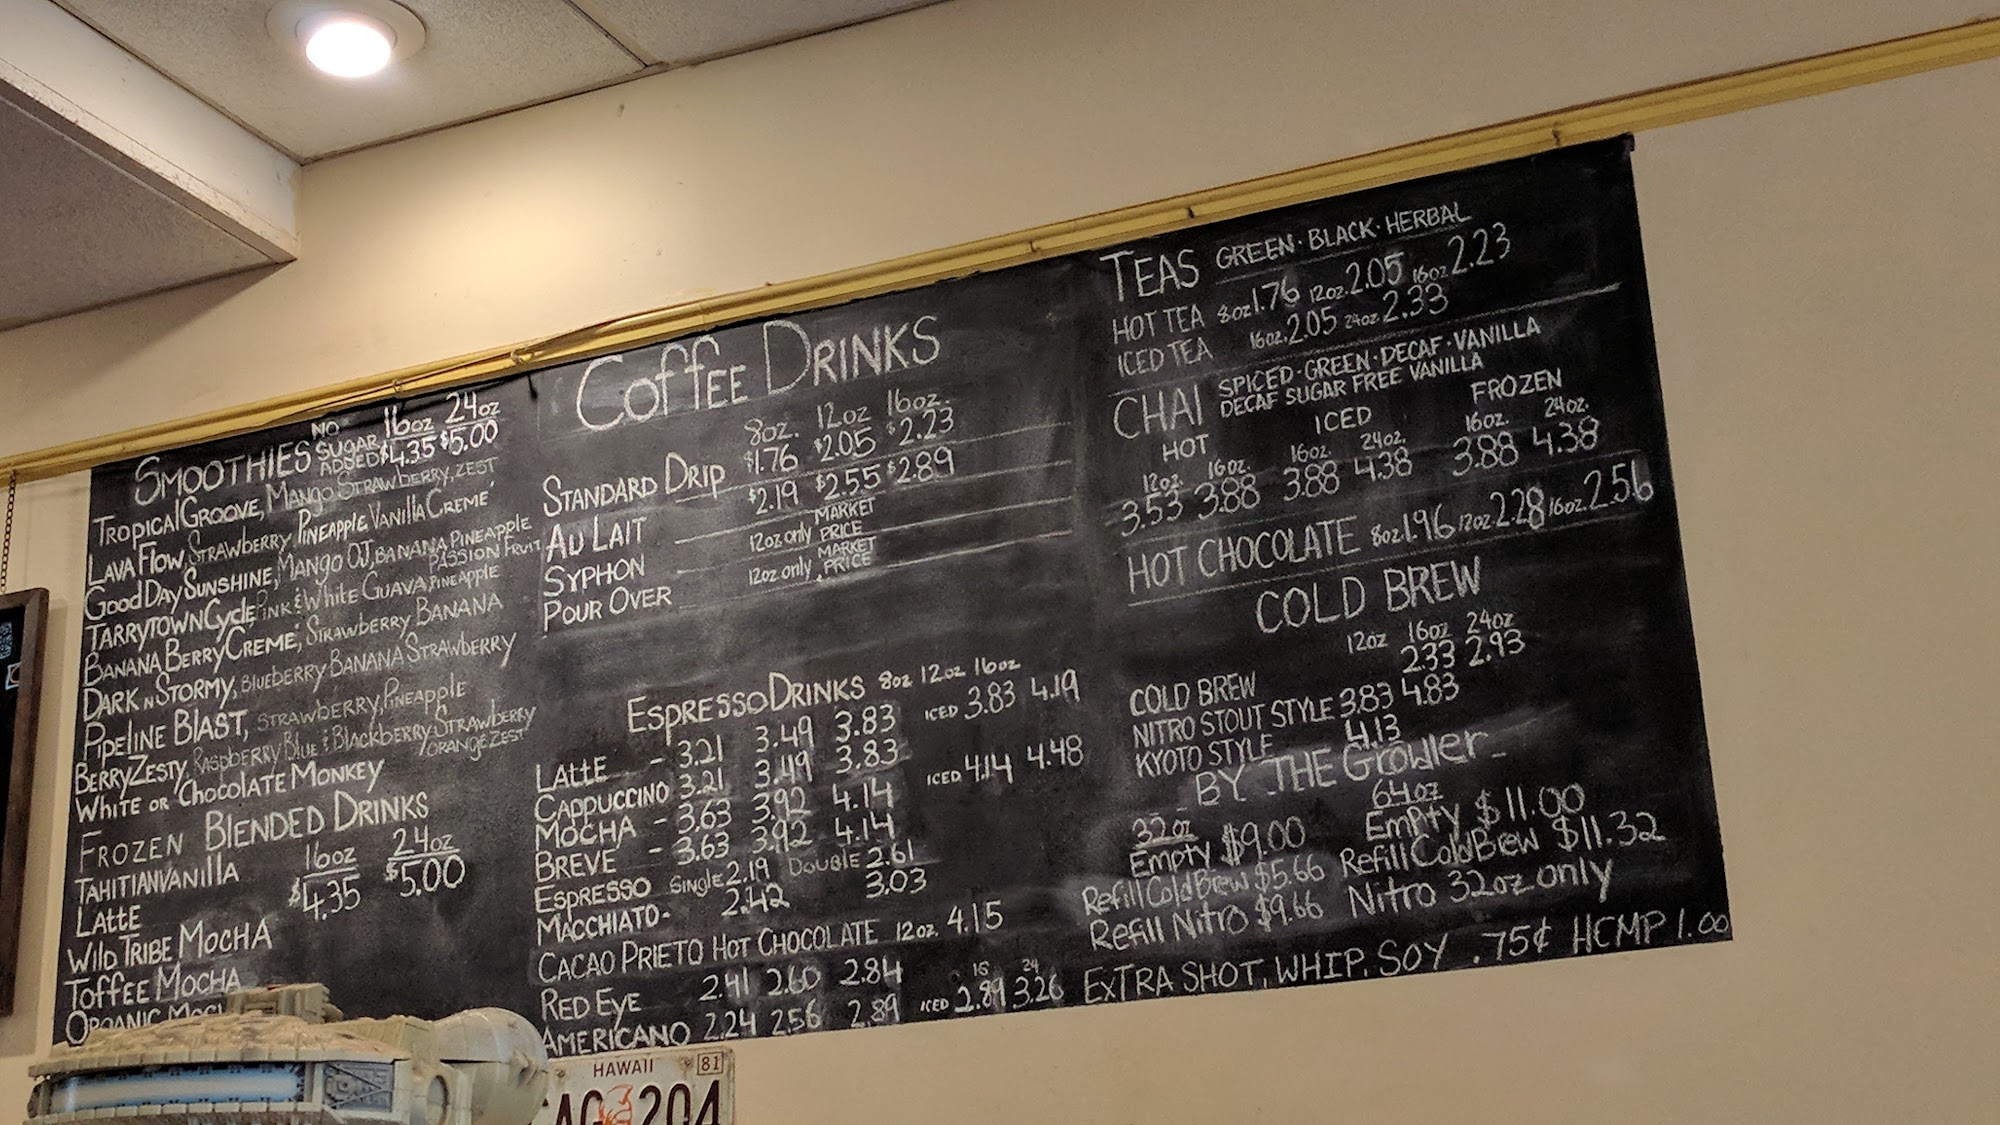 SMOOTHIES NO SUGAR ADDED 16oz $4.35 24oz $5.00
TROPICAL GROOVE, MANGO STRAWBERRY, ZEST
LAVA FLOW, STRAWBERRY PINEAPPLE, VANILLA CREME'
GOOD DAY SUNSHINE, MANGO OJ, BANANA, PINEAPPLE
PASSION FRUIT
TARRYTOWN CYCLE, PINK & WHITE GUAVA, PINEAPPLE
BANANA BERRY CREME', STRAWBERRY BANANA
DARK N STORMY, BLUEBERRY BANANA STRAWBERRY
PIPELINE BLAST, STRAWBERRY, PINEAPPLE
BERRY ZESTY, RASPBERRY BLUE & BLACKBERRY STRAWBERRY
ORANGE ZEST
WHITE OR CHOCOLATE MONKEY
FROZEN BLENDED DRINKS
16oz 24oz
$4.35 $5.00
TAHITIAN VANILLA
LATTE
WILD TRIBE MOCHA
TOFFEE MOCHA
ORGANIC
COFFEE DRINKS
8oz. 12oz 16oz.
STANDARD DRIP $1.76 $2.05 $2.23
AU LAIT $2.19 $2.55 $2.89
SYPHON 12oz only MARKET PRICE
POUR OVER 12oz only MARKET PRICE
ESPRESSO DRINKS 8oz 12oz 16oz
LATTE - 3.21 3.49 3.83 ICED 3.83 4.19
CAPPUCCINO 3.21 3.49 3.83
MOCHA - 3.63 3.92 4.14 ICED 4.14 4.48
BREVE - 3.63 3.92 4.14
ESPRESSO SINGLE 2.19 DOUBLE 2.61
MACCHIATO- 2.42 3.03
CACAO PRIETO HOT CHOCOLATE 12oz. 4.15
RED EYE 2.41 2.60 2.84
16 24
AMERICANO 2.24 2.56 2.89 ICED 2.89 3.26
TEAS GREEN · BLACK · HERBAL
HOT TEA 8oz 1.76 12oz. 2.05 16oz 2.23
ICED TEA 16oz. 2.05 24oz 2.33
CHAI SPICED · GREEN · DECAF · VANILLA
DECAF SUGAR FREE VANILLA
HOT ICED FROZEN
12oz. 16oz. 16oz. 24oz. 16oz. 24oz.
3.53 3.88 3.88 4.38 3.88 4.38
HOT CHOCOLATE 8oz 1.96 12oz 2.28 16oz. 2.56
COLD BREW
12oz 16oz 24oz
COLD BREW 2.33 2.93
NITRO STOUT STYLE 3.83 4.83
KYOTO STYLE 4.13
- BY THE GROWLER -
32oz 64oz
Empty $9.00 Empty $11.00
Refill Cold Brew $5.66 Refill Cold Brew $11.32
Refill Nitro $9.66 Nitro 32oz only
EXTRA SHOT, WHIP, SOY .75¢ HCMP 1.00
HAWAII 81
204